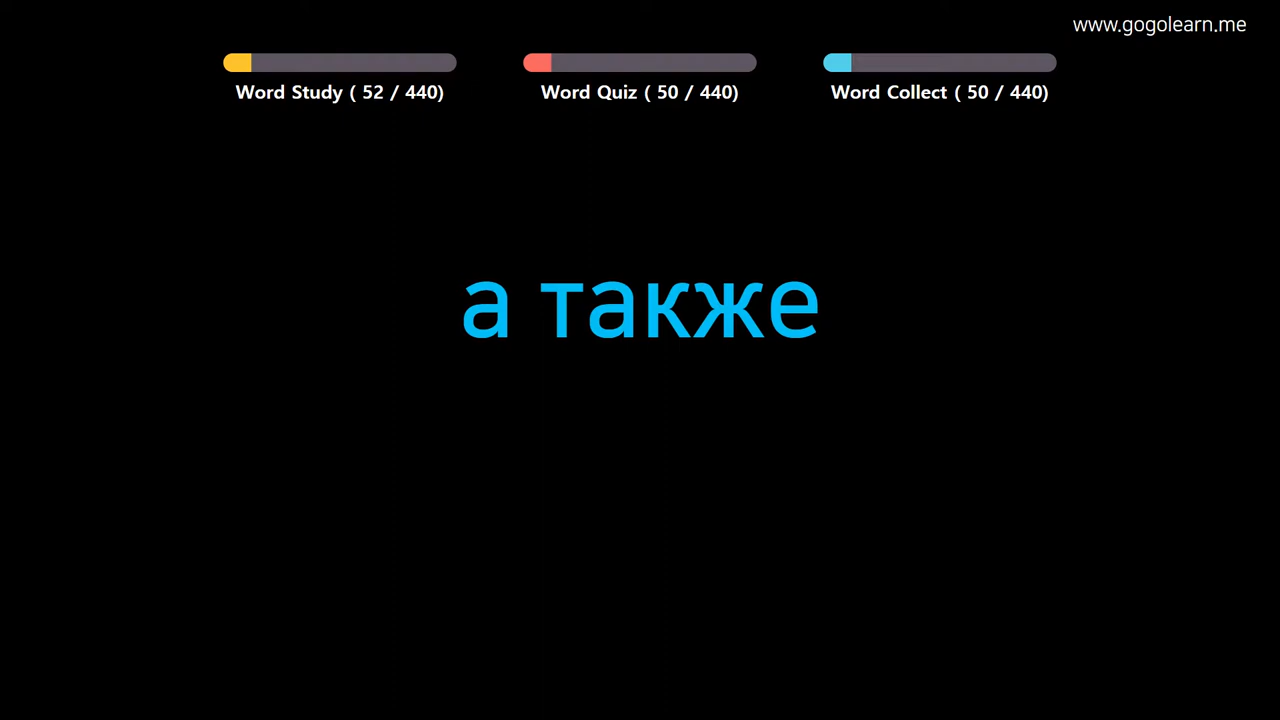 www.gogolearn.me
Word Study ( 52 / 440)
Word Quiz ( 50 / 440)
Word Collect ( 50 / 440)
а также